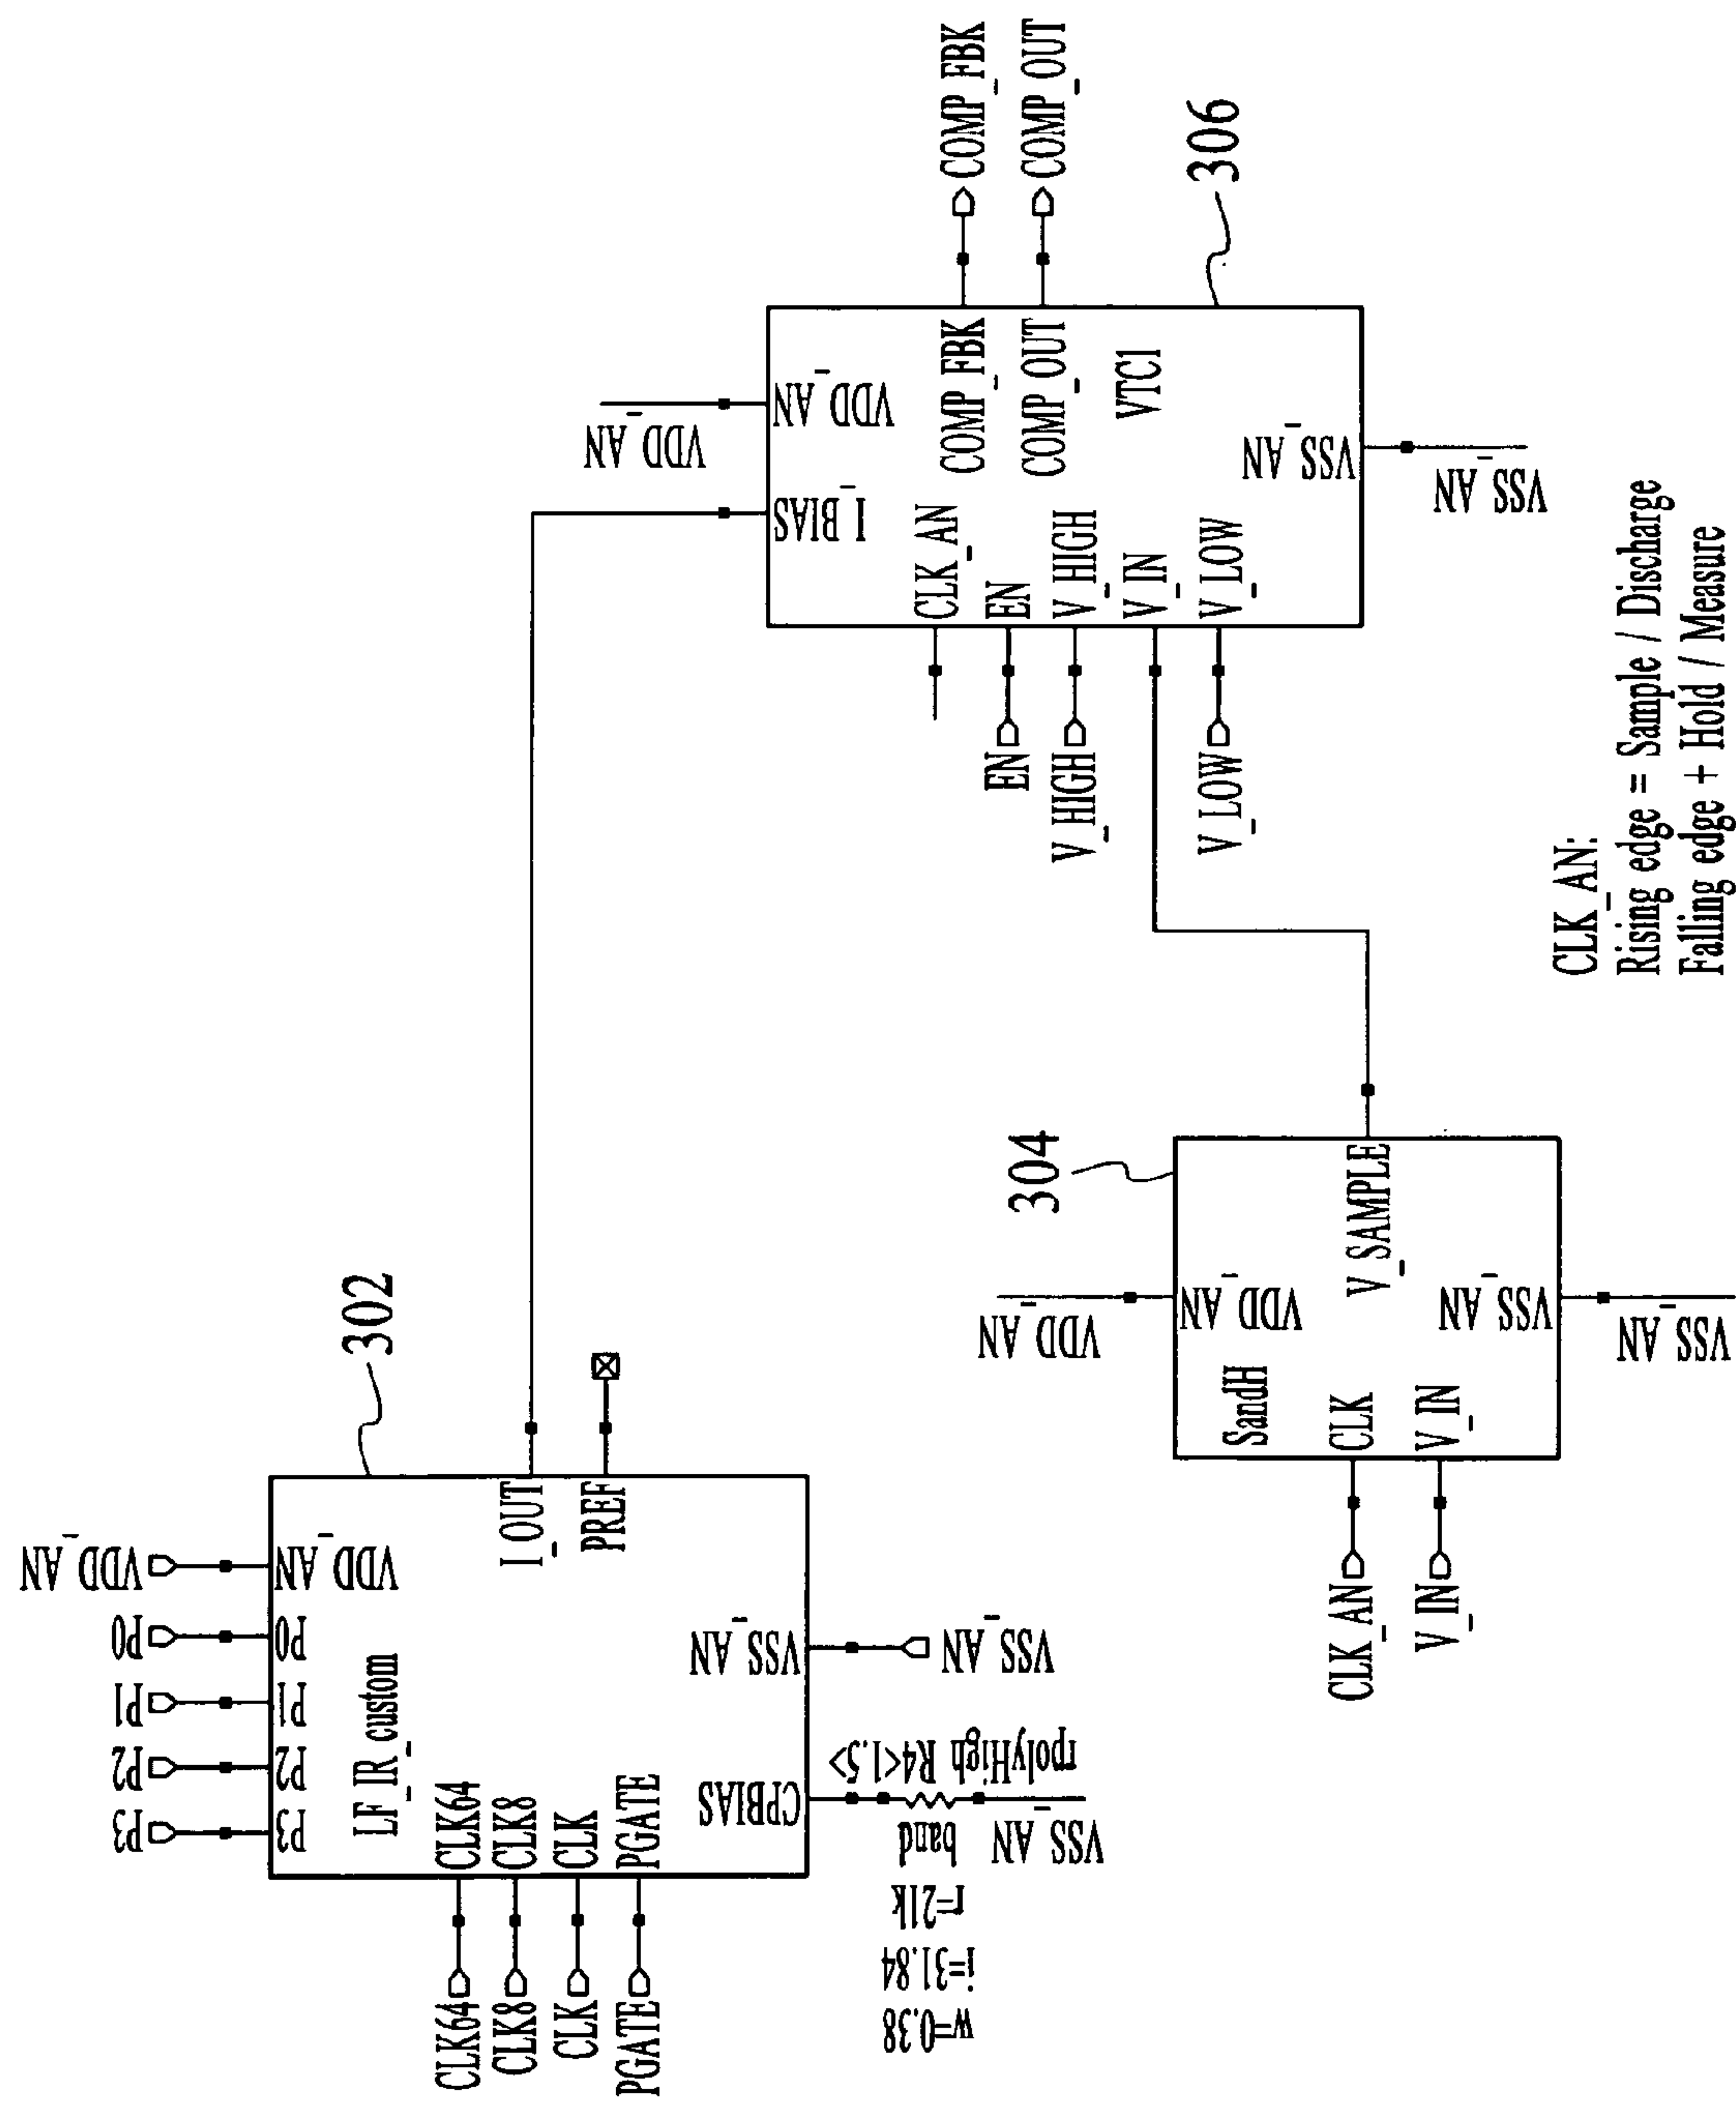 P3
P2
P1
P0
VDD_AN
P3
P2
P1
P0
VDD_AN
LF_IR_custom
302
CLK64
CLK64
CLK8
CLK8
CLK
CLK
PGATE
PGATE
I_OUT
PREF
CPBIAS
VSS_AN
VSS_AN
rpolyHigh R4<1.5>
band
r=21k
i=31.84
w=0.38
VSS_AN
304
VDD_AN
VDD_AN
SandH
CLK_AN
CLK
V_IN
V_IN
V_SAMPLE
VSS_AN
VSS_AN
VDD_AN
I_BIAS
VDD_AN
CLK_AN
EN
EN
V_HIGH
V_HIGH
V_IN
V_LOW
V_LOW
COMP_FBK
COMP_FBK
COMP_OUT
COMP_OUT
VTC1
VSS_AN
VSS_AN
306
CLK_AN:
Rising edge = Sample / Discharge
Falling edge + Hold / Measure